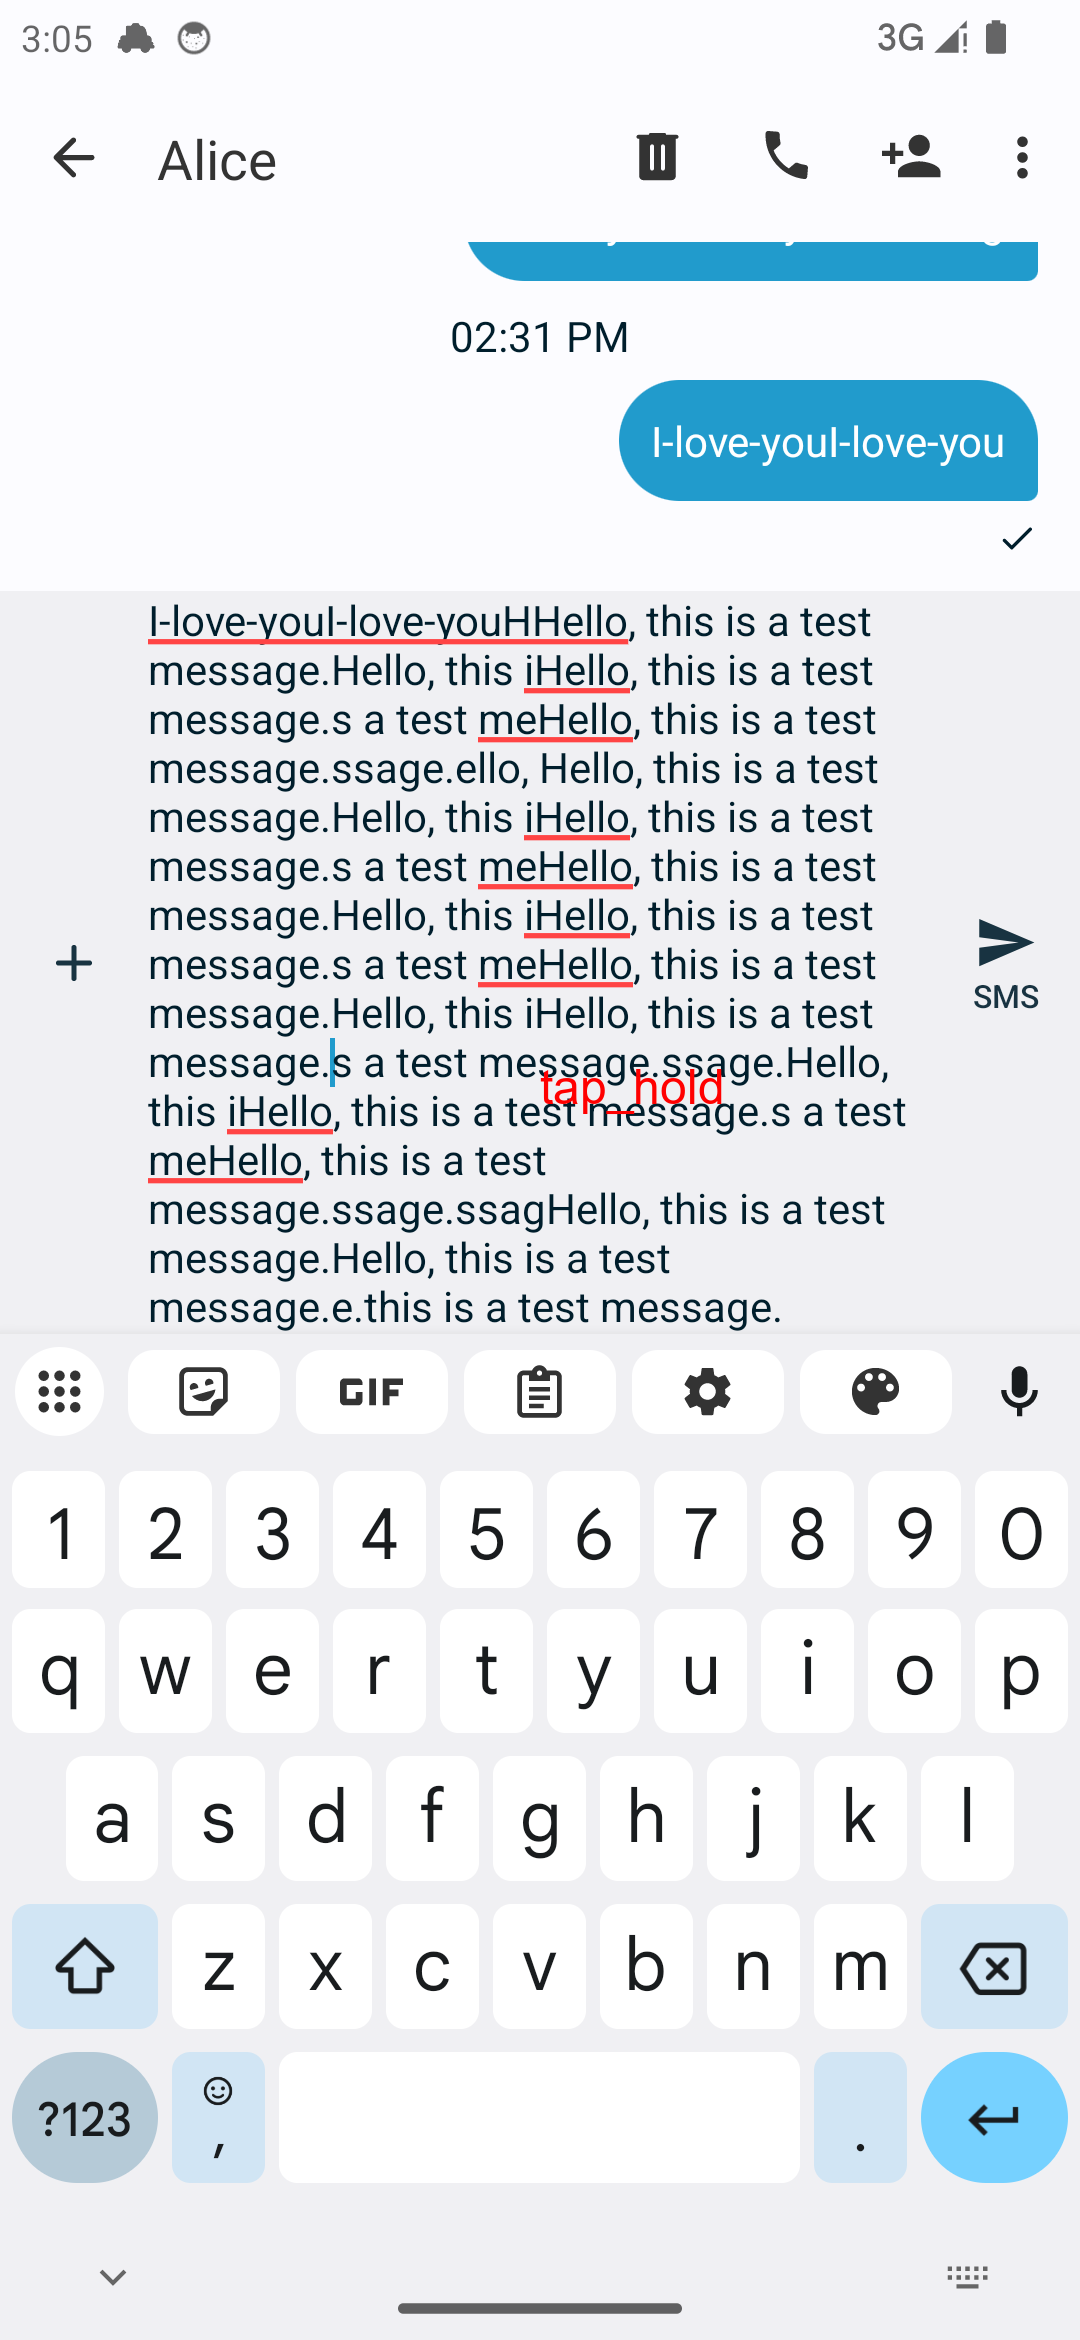 3:05
3G
Alice
02:31 PM
I-love-youI-love-you
I-love-youI-love-youHHello, this is a test
message.Hello, this iHello, this is a test
message.s a test meHello, this is a test
message.ssage.ello, Hello, this is a test
message.Hello, this iHello, this is a test
message.s a test meHello, this is a test
message.Hello, this iHello, this is a test
message.s a test meHello, this is a test
message.Hello, this iHello, this is a test
message.s a test message.ssage.Hello,
tap_hold
this iHello, this is a test message.s a test
meHello, this is a test
message.ssage.ssagHello, this is a test
message.Hello, this is a test
message.e.this is a test message.
SMS
GIF
1 2 3 4 5 6 7 8 9 0
q w e r t y u i o p
a s d f g h j k l
z x c v b n m
?123 , .